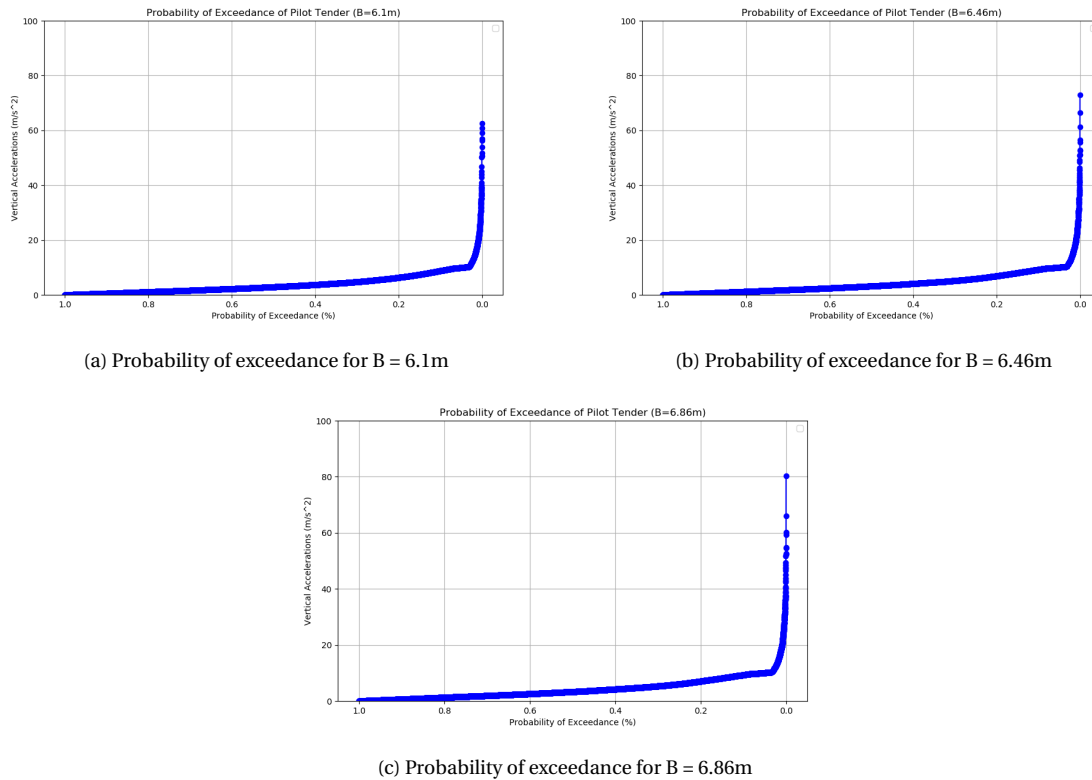 Probability of Exceedance of Pilot Tender (B=6.1m)
100
80
60
40
20
0
Vertical Accelerations (m/s^2)
1.0 0.8 0.6 0.4 0.2 0.0
Probability of Exceedance (%)
(a) Probability of exceedance for B = 6.1m
Probability of Exceedance of Pilot Tender (B=6.46m)
100
80
60
40
20
0
Vertical Accelerations (m/s^2)
1.0 0.8 0.6 0.4 0.2 0.0
Probability of Exceedance (%)
(b) Probability of exceedance for B = 6.46m
Probability of Exceedance of Pilot Tender (B=6.86m)
100
80
60
40
20
0
Vertical Accelerations (m/s^2)
1.0 0.8 0.6 0.4 0.2 0.0
Probability of Exceedance (%)
(c) Probability of exceedance for B = 6.86m